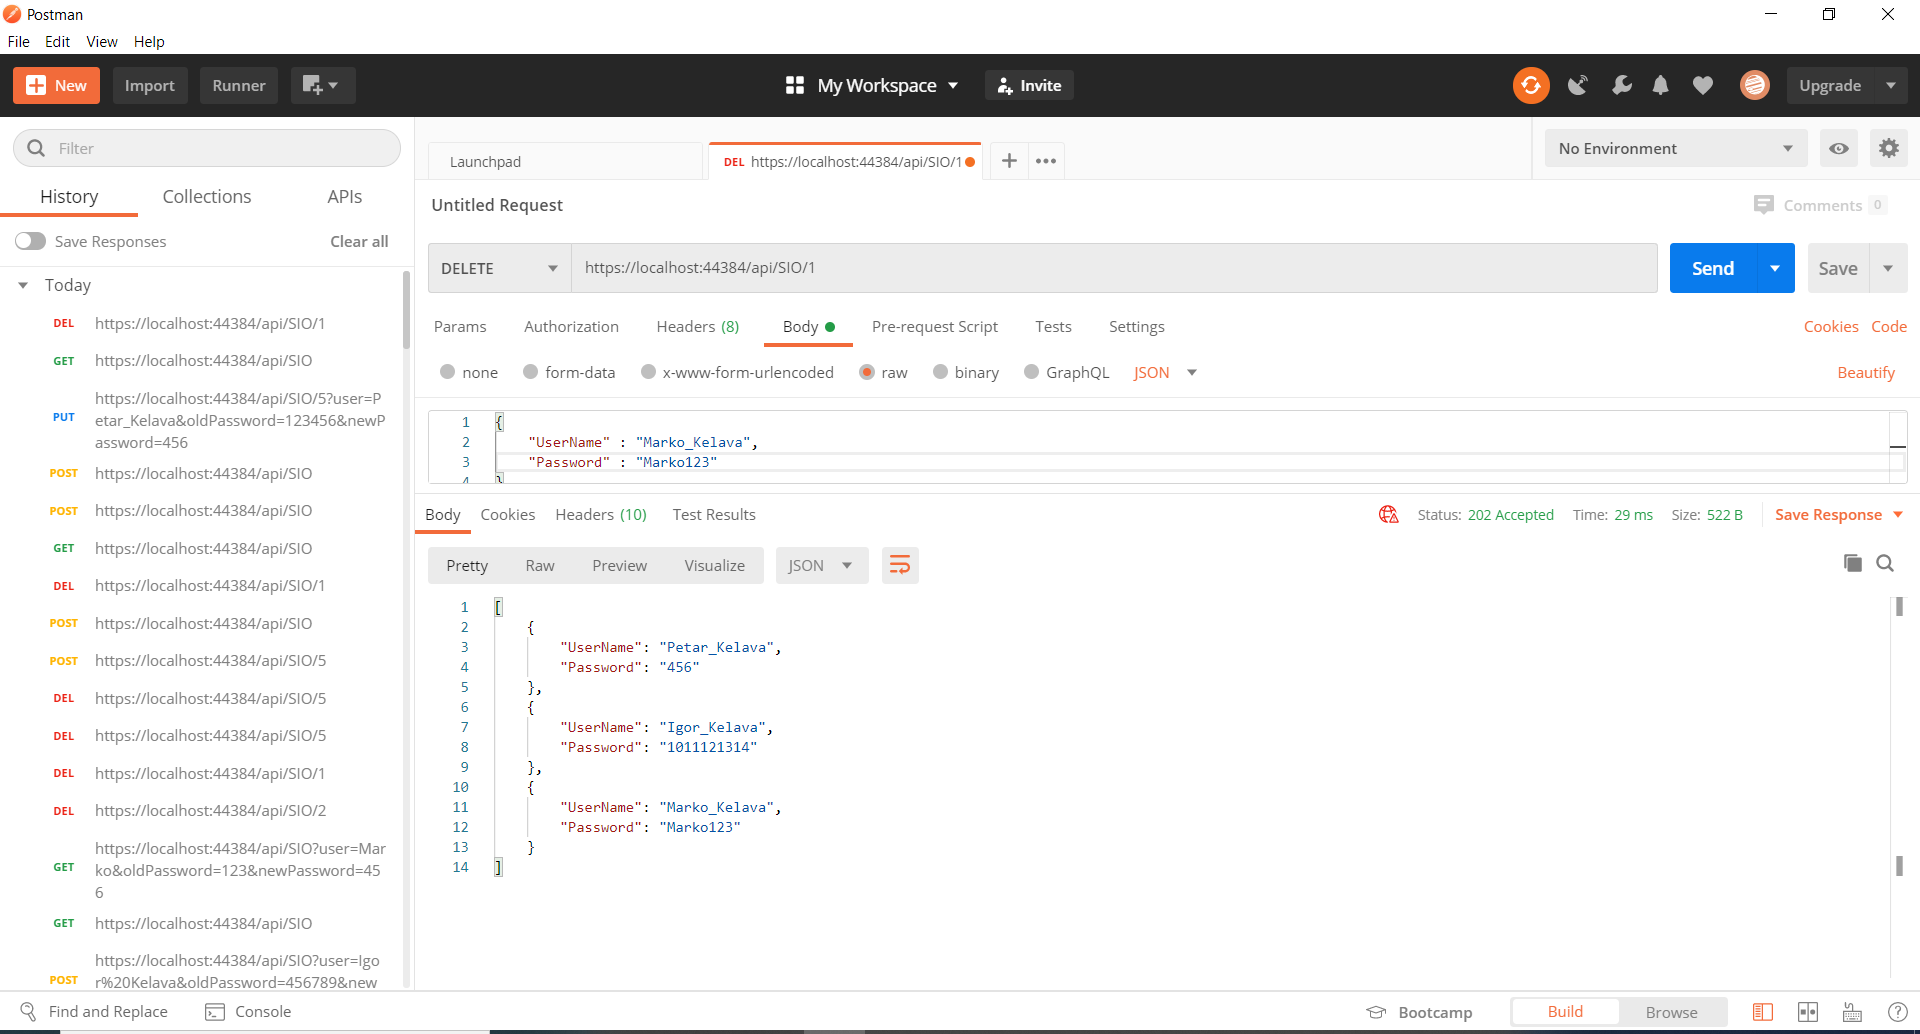 Postman
File Edit View Help
New Import Runner My Workspace Invite Upgrade
Filter
History Collections APIs
Save Responses Clear all
Today
DEL https://localhost:44384/api/SIO/1
GET https://localhost:44384/api/SIO
PUT https://localhost:44384/api/SIO/5?user=P
etar_Kelava&oldPassword=123456&newP
assword=456
POST https://localhost:44384/api/SIO
POST https://localhost:44384/api/SIO
GET https://localhost:44384/api/SIO
DEL https://localhost:44384/api/SIO/1
POST https://localhost:44384/api/SIO
POST https://localhost:44384/api/SIO/5
DEL https://localhost:44384/api/SIO/5
DEL https://localhost:44384/api/SIO/5
DEL https://localhost:44384/api/SIO/1
DEL https://localhost:44384/api/SIO/2
GET https://localhost:44384/api/SIO?user=Mar
ko&oldPassword=123&newPassword=45
6
GET https://localhost:44384/api/SIO
POST https://localhost:44384/api/SIO?user=Igo
r%20Kelava&oldPassword=456789&new
Launchpad DEL https://localhost:44384/api/SIO/1 No Environment
Untitled Request Comments 0
DELETE https://localhost:44384/api/SIO/1 Send Save
Params Authorization Headers (8) Body Pre-request Script Tests Settings Cookies Code
none form-data x-www-form-urlencoded raw binary GraphQL JSON Beautify
1 {
2 "UserName" : "Marko_Kelava",
3 "Password" : "Marko123"
4 }
Body Cookies Headers (10) Test Results Status: 202 Accepted Time: 29 ms Size: 522 B Save Response
Pretty Raw Preview Visualize JSON
1 [
2 {
3 "UserName": "Petar_Kelava",
4 "Password": "456"
5 },
6 {
7 "UserName": "Igor_Kelava",
8 "Password": "1011121314"
9 },
10 {
11 "UserName": "Marko_Kelava",
12 "Password": "Marko123"
13 }
14 ]
Find and Replace Console Bootcamp Build Browse